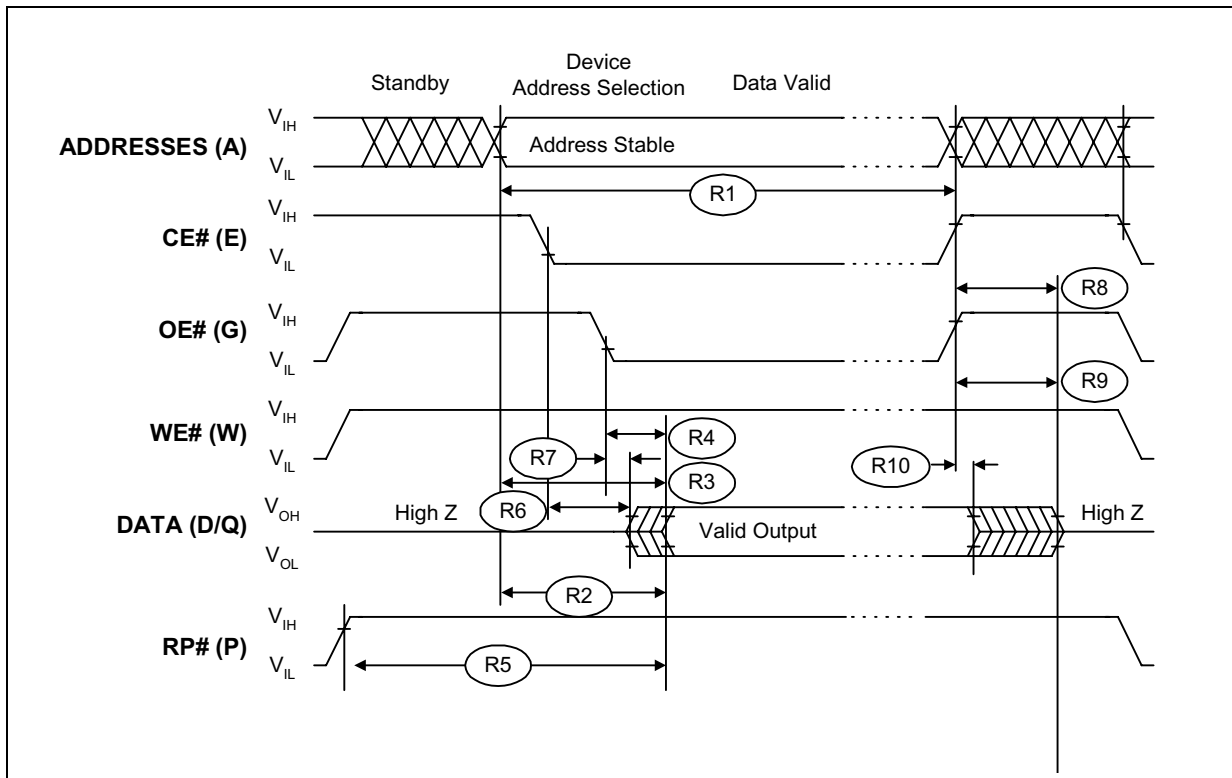 Device
Standby Address Selection Data Valid
V_IH
ADDRESSES (A) Address Stable
V_IL
R1
V_IH
CE# (E)
V_IL
R8
V_IH
OE# (G)
V_IL
R9
V_IH
WE# (W)
R4
V_IL
R7 R10
R3
V_OH High Z R6 High Z
DATA (D/Q) Valid Output
V_OL
R2
V_IH
RP# (P)
V_IL R5